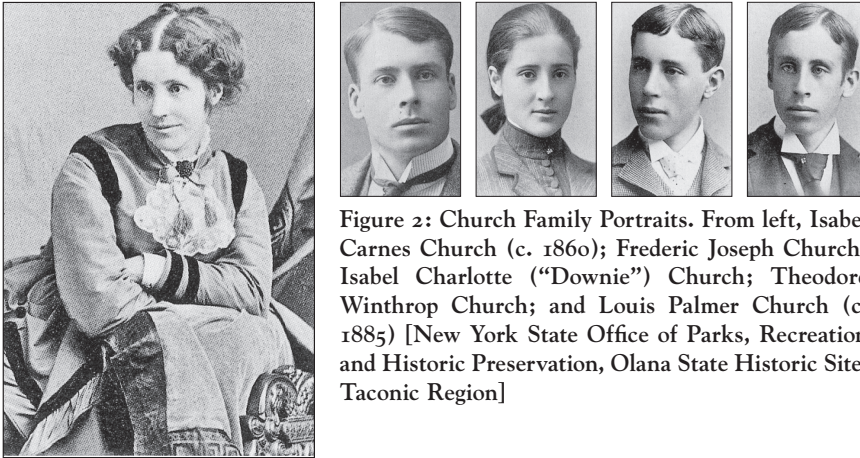 Figure 2: Church Family Portraits. From left, Isabe
Carnes Church (c. 1860); Frederic Joseph Church
Isabel Charlotte (“Downie”) Church; Theodor
Winthrop Church; and Louis Palmer Church (c
1885) [New York State Office of Parks, Recreation
and Historic Preservation, Olana State Historic Site
Taconic Region]